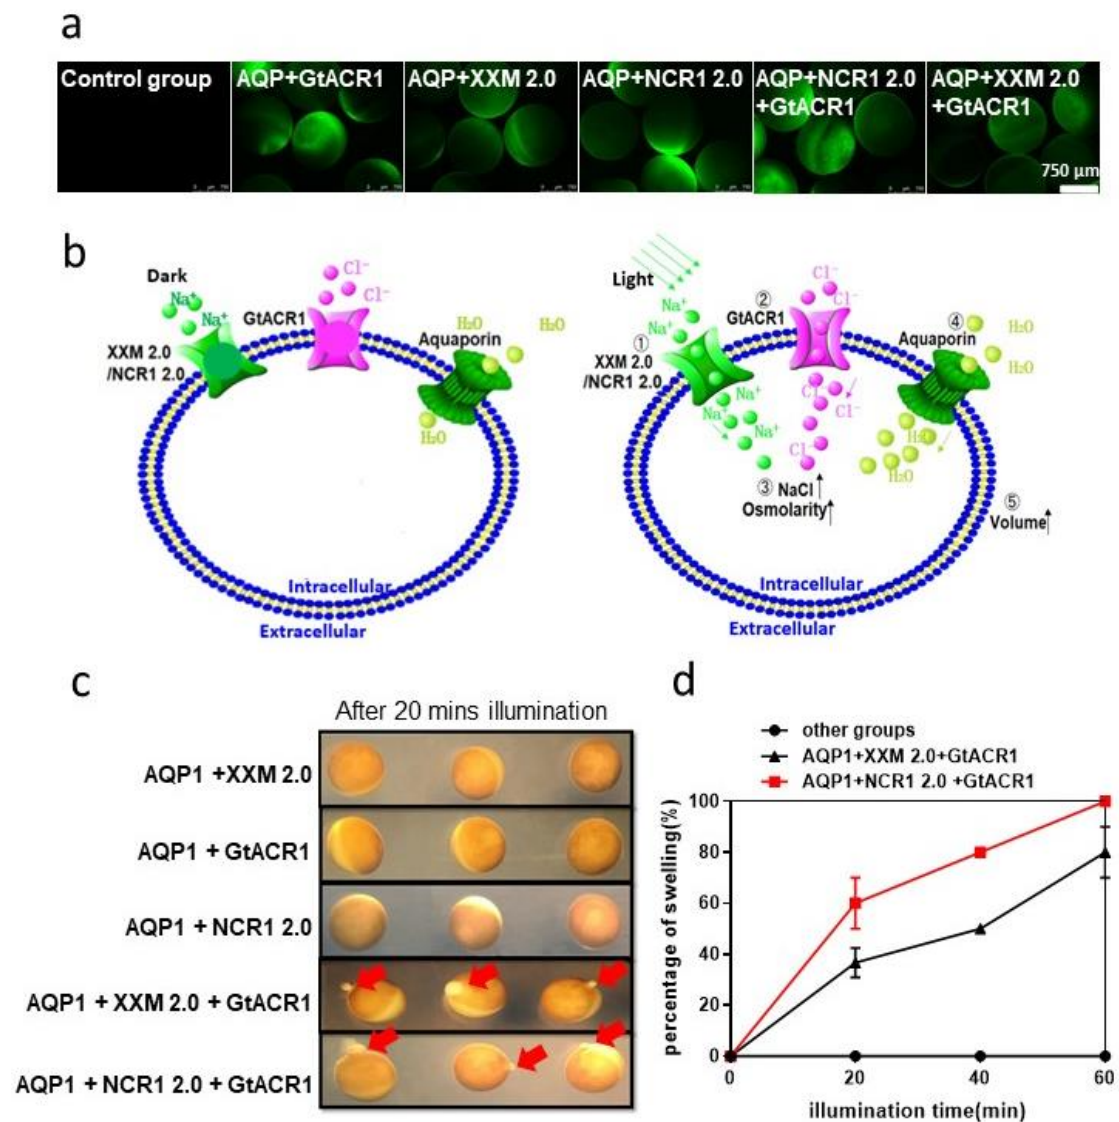 a
Control group
AQP+GtACR1
AQP+XXM 2.0
AQP+NCR1 2.0
AQP+NCR1 2.0
+GtACR1
AQP+XXM 2.0
+GtACR1
750 µm
b
Dark
Na⁺
Na⁺
Cl⁻
Cl⁻
GtACR1
XXM 2.0
/NCR1 2.0
Aquaporin
H₂O
H₂O
H₂O
Intracellular
Extracellular
Light
Na⁺
Na⁺
①
XXM 2.0
/NCR1 2.0
②
GtACR1
Cl⁻
Cl⁻
Aquaporin
④
H₂O
H₂O
Na⁺
Na⁺
Na⁺
Cl⁻
Cl⁻
H₂O
H₂O
③ NaCl↑
Osmolarity↑
⑤
Volume↑
Intracellular
Extracellular
c
After 20 mins illumination
AQP1 +XXM 2.0
AQP1 + GtACR1
AQP1 + NCR1 2.0
AQP1 + XXM 2.0 + GtACR1
AQP1 + NCR1 2.0 + GtACR1
d
other groups
AQP1+XXM 2.0+GtACR1
AQP1+NCR1 2.0 +GtACR1
percentage of swelling(%)
100
80
60
40
20
0
0 20 40 60
illumination time(min)